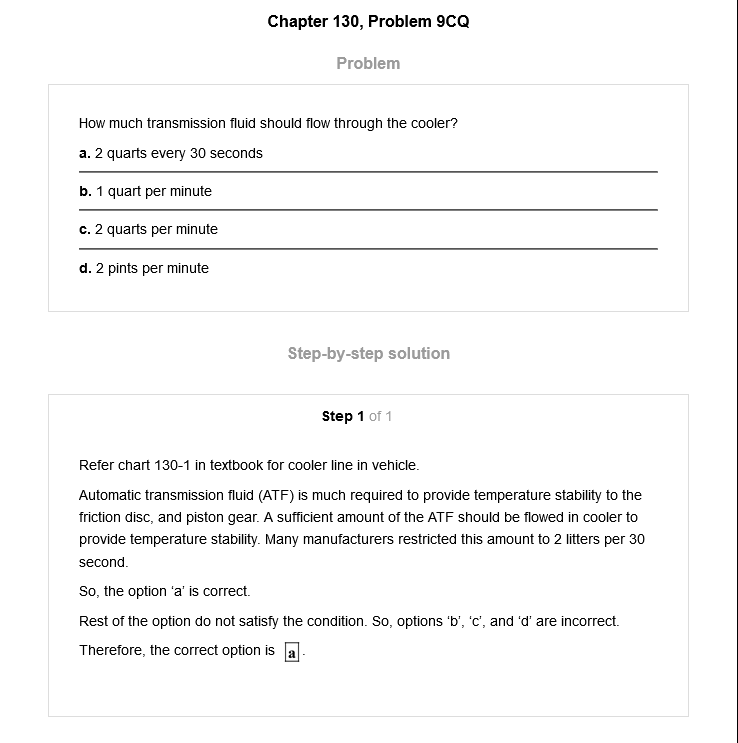 Chapter 130, Problem 9CQ
Problem
How much transmission fluid should flow through the cooler?
a. 2 quarts every 30 seconds
b. 1 quart per minute
c. 2 quarts per minute
d. 2 pints per minute
Step-by-step solution
Step 1 of 1
Refer chart 130-1 in textbook for cooler line in vehicle.
Automatic transmission fluid (ATF) is much required to provide temperature stability to the
friction disc, and piston gear. A sufficient amount of the ATF should be flowed in cooler to
provide temperature stability. Many manufacturers restricted this amount to 2 litters per 30
second.
So, the option ‘a’ is correct.
Rest of the option do not satisfy the condition. So, options ‘b’, ‘c’, and ‘d’ are incorrect.
Therefore, the correct option is a .